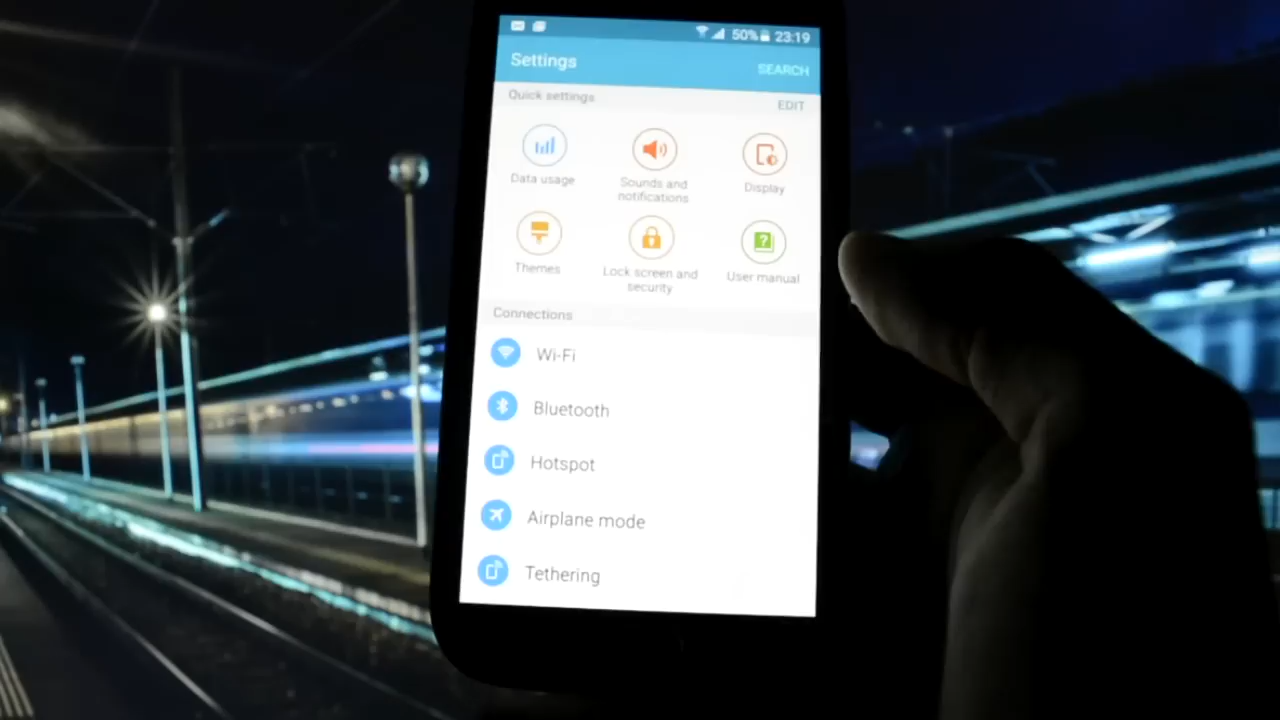 50% 23:19
Settings
SEARCH
Quick settings
EDIT
Data usage
Sounds and
notifications
Display
Themes
Lock screen and
security
User manual
Connections
Wi-Fi
Bluetooth
Hotspot
Airplane mode
Tethering